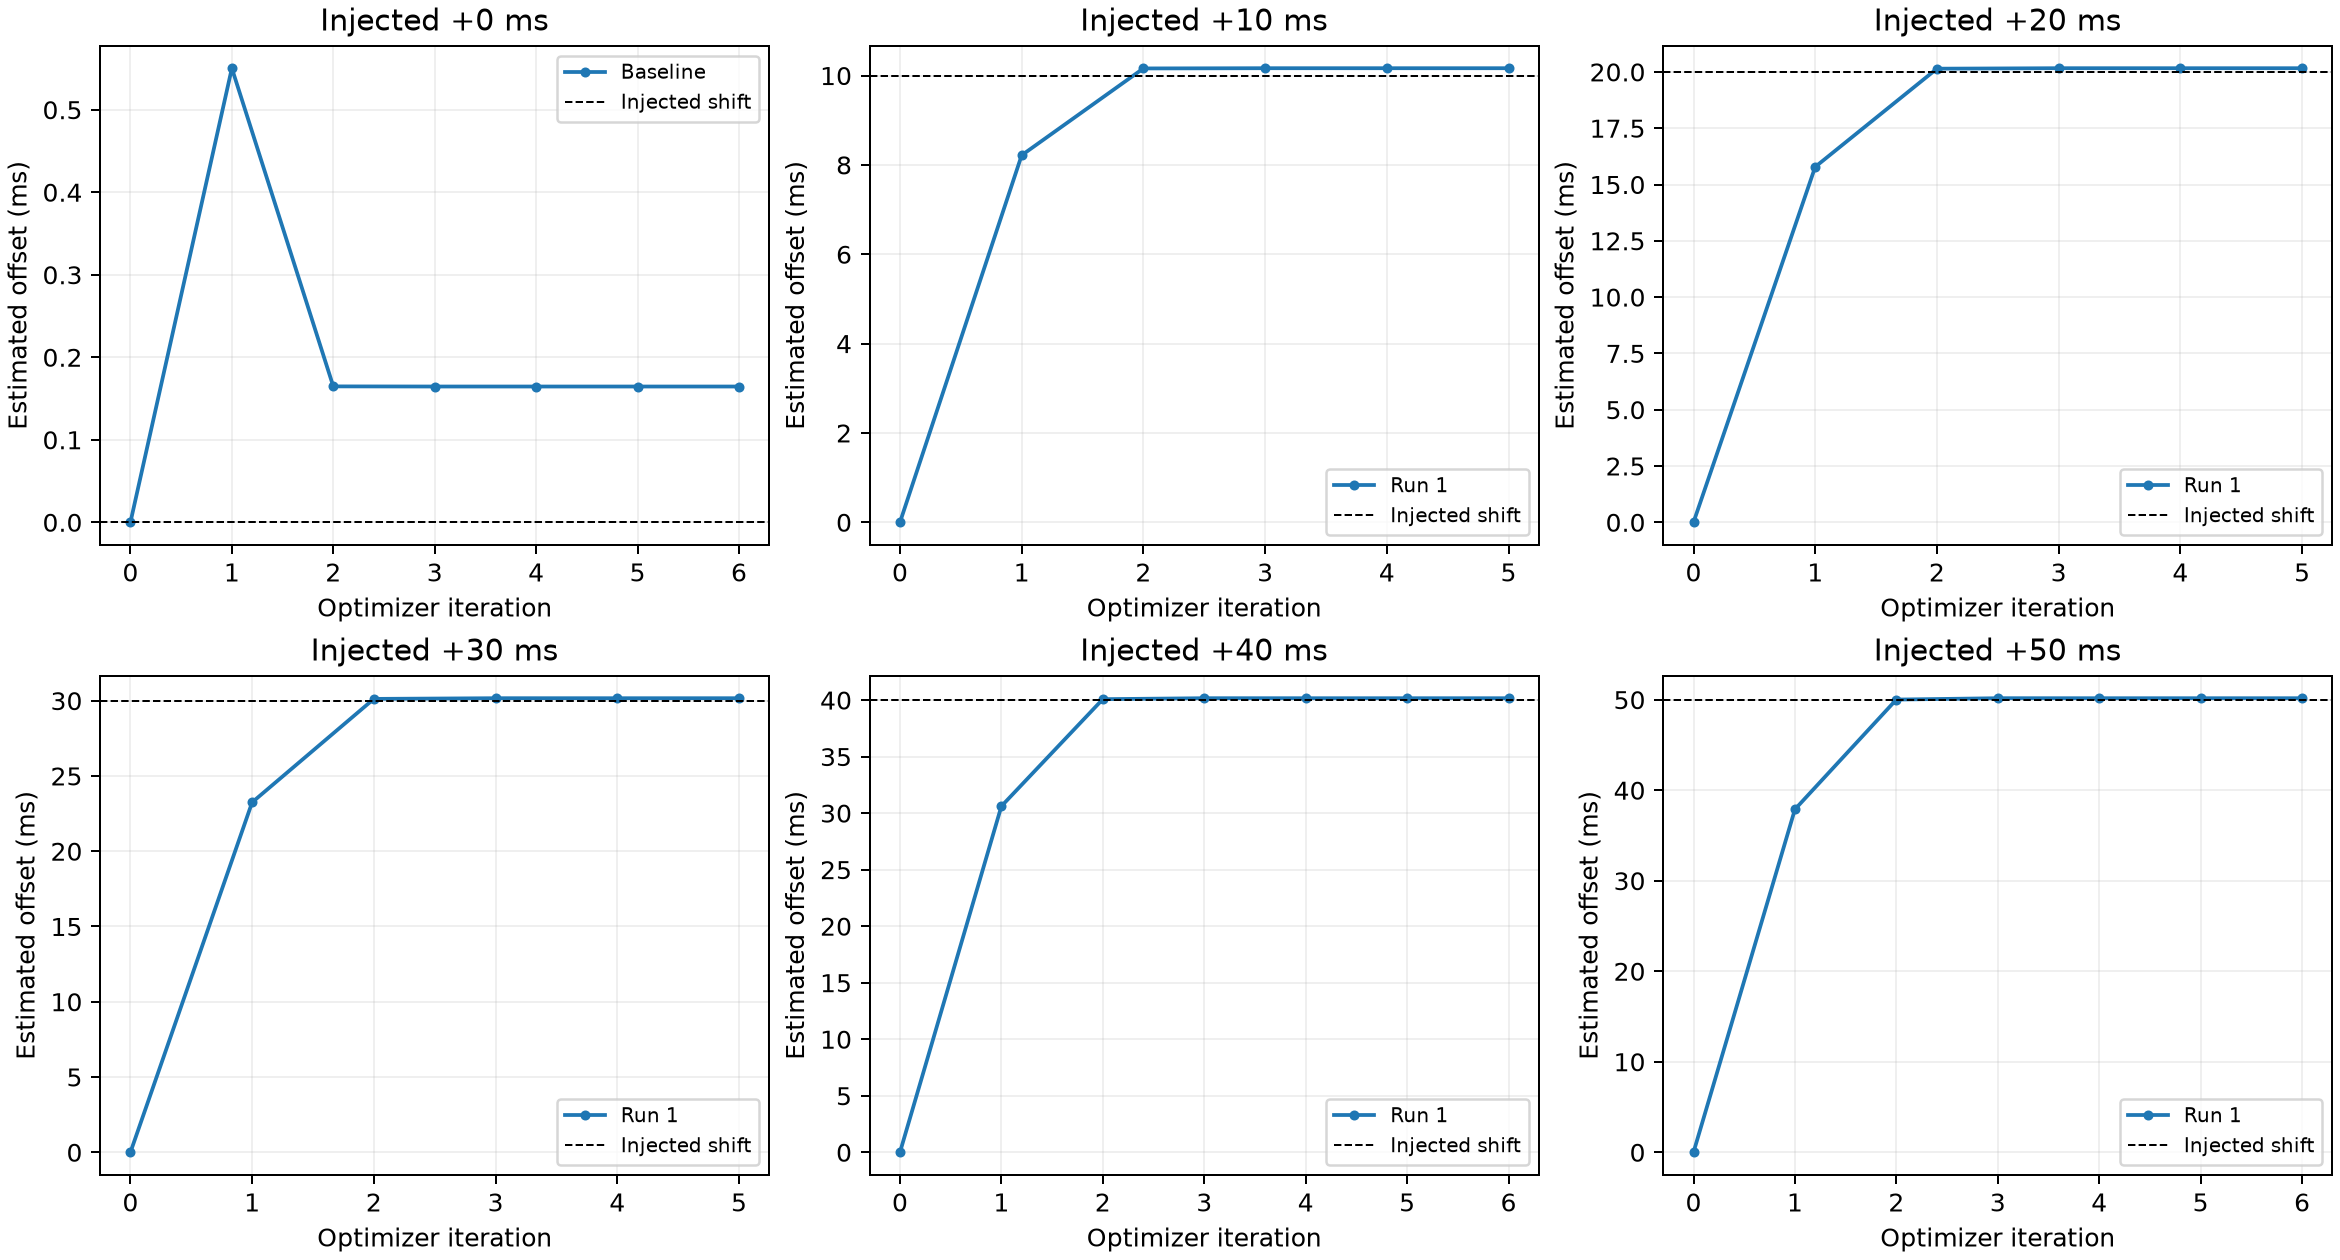 Injected +0 ms
Estimated offset (ms)
0.5
0.4
0.3
0.2
0.1
0.0
Baseline
Injected shift
0 1 2 3 4 5 6
Optimizer iteration
Injected +10 ms
Estimated offset (ms)
10
8
6
4
2
0
Run 1
Injected shift
0 1 2 3 4 5
Optimizer iteration
Injected +20 ms
Estimated offset (ms)
20.0
17.5
15.0
12.5
10.0
7.5
5.0
2.5
0.0
Run 1
Injected shift
0 1 2 3 4 5
Optimizer iteration
Injected +30 ms
Estimated offset (ms)
30
25
20
15
10
5
0
Run 1
Injected shift
0 1 2 3 4 5
Optimizer iteration
Injected +40 ms
Estimated offset (ms)
40
35
30
25
20
15
10
5
0
Run 1
Injected shift
0 1 2 3 4 5 6
Optimizer iteration
Injected +50 ms
Estimated offset (ms)
50
40
30
20
10
0
Run 1
Injected shift
0 1 2 3 4 5 6
Optimizer iteration